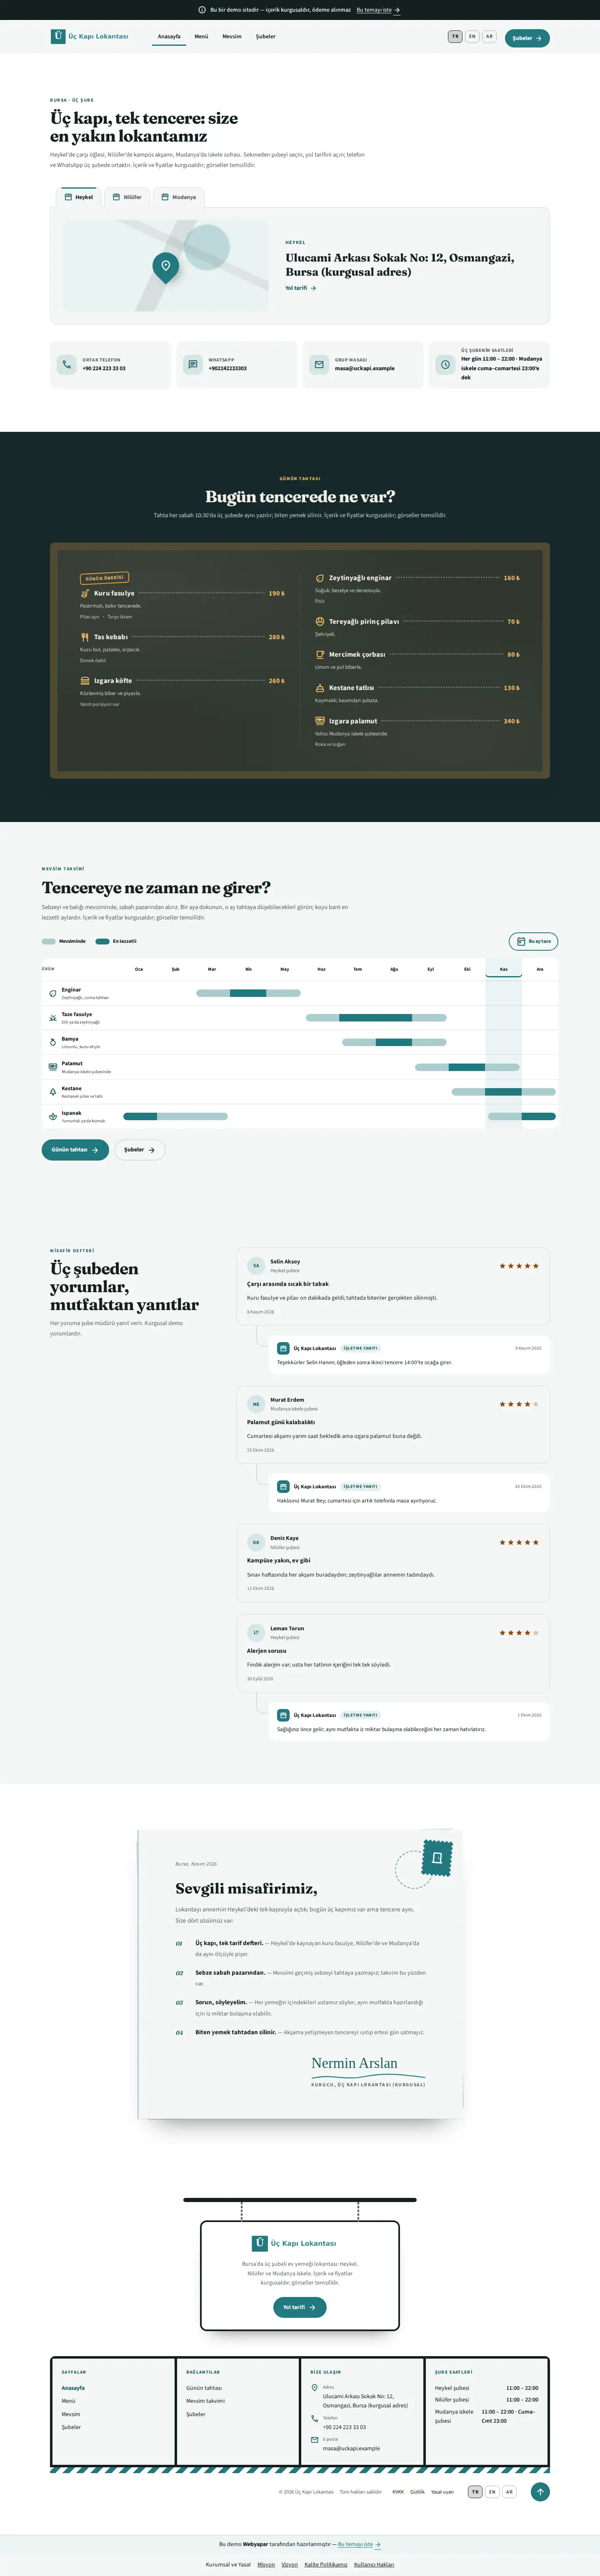 Bu bir demo sitedir — içerik kurgusaldır, ödeme alınmaz Bu temayı iste →
Ü Üç Kapı Lokantası Anasayfa Menü Mevsim Şubeler TR EN AR Şubeler →
BURSA · ÜÇ ŞUBE
Üç kapı, tek tencere: size
en yakın lokantamız
Heykel'de çarşı öğlesi, Nilüfer'de kampüs akşamı, Mudanya'da iskele sofrası. Sekmeden şubeyi seçin, yol tarifini açın; telefon
ve WhatsApp üç şubede ortaktır. İçerik ve fiyatlar kurgusaldır; görseller temsilîdir.
Heykel Nilüfer Mudanya
HEYKEL
Ulucami Arkası Sokak No: 12, Osmangazi,
Bursa (kurgusal adres)
Yol tarifi →
ORTAK TELEFON
+90 224 223 33 03
WHATSAPP
+902242233303
GRUP MASASI
masa@uckapi.example
ÜÇ ŞUBENİN SAATLERİ
Her gün 11:00 – 22:00 · Mudanya
iskele cuma–cumartesi 23:00'e
dek
GÜNÜN TAHTASI
Bugün tencerede ne var?
Tahta her sabah 10:30'da üç şubede aynı yazılır; biten yemek silinir. İçerik ve fiyatlar kurgusaldır; görseller temsilîdir.
GÜNÜN ÖNERİSİ
Kuru fasulye 190 ₺
Pastırmalı, bakır tencerede.
Pilav ayrı • Turşu ikram
Tas kebabı 280 ₺
Kuzu but, patates, arpacık.
Ekmek dahil
Izgara köfte 260 ₺
Közlenmiş biber ve piyazla.
Yarım porsiyon var
Zeytinyağlı enginar 160 ₺
Soğuk; bezelye ve dereotuyla.
Etsiz
Tereyağlı pirinç pilavı 70 ₺
Şehriyeli.
Mercimek çorbası 80 ₺
Limon ve pul biberle.
Kestane tatlısı 130 ₺
Kaymaklı; kasımdan şubata.
Izgara palamut 340 ₺
Yalnız Mudanya iskele şubesinde.
Roka ve soğan
MEVSİM TAKVİMİ
Tencereye ne zaman ne girer?
Sebzeyi ve balığı mevsiminde, sabah pazarından alırız. Bir aya dokunun, o ay tahtaya düşebilecekleri görün; koyu bant en
lezzetli aylardır. İçerik ve fiyatlar kurgusaldır; görseller temsilîdir.
Mevsiminde En lezzetli Bu ay taze
ÜRÜN Oca Şub Mar Nis May Haz Tem Ağu Eyl Eki Kas Ara
Enginar
Zeytinyağlı, cuma tahtası
Taze fasulye
Etli ya da zeytinyağlı
Bamya
Limonlu, kuzu etiyle
Palamut
Mudanya iskele şubesinde
Kestane
Kestaneli pilav ve tatlı
Ispanak
Yumurtalı ya da kıymalı
Günün tahtası → Şubeler →
MİSAFİR DEFTERİ
Üç şubeden
yorumlar,
mutfaktan yanıtlar
Her yoruma şube müdürü yanıt verir. Kurgusal demo
yorumlardır.
SA Selin Aksoy
Heykel şubesi
Çarşı arasında sıcak bir tabak
Kuru fasulye ve pilav on dakikada geldi; tahtada bitenler gerçekten silinmişti.
8 Kasım 2026
Üç Kapı Lokantası İŞLETME YANITI 9 Kasım 2026
Teşekkürler Selin Hanım; öğleden sonra ikinci tencere 14:00'te ocağa girer.
ME Murat Erdem
Mudanya iskele şubesi
Palamut günü kalabalıktı
Cumartesi akşamı yarım saat bekledik ama ızgara palamut buna değdi.
25 Ekim 2026
Üç Kapı Lokantası İŞLETME YANITI
Haklısınız Murat Bey; cumartesi için artık telefonla masa ayırtıyoruz.
DK Deniz Kaya
Nilüfer şubesi
Kampüse yakın, ev gibi
Sınav haftasında her akşam buradaydım; zeytinyağlılar annemin tadındaydı.
12 Ekim 2026
LT Leman Torun
Heykel şubesi
Alerjen sorusu
Fındık alerjim var; usta her tatlının içeriğini tek tek söyledi.
30 Eylül 2026
Üç Kapı Lokantası İŞLETME YANITI 1 Ekim 2026
Sağlığınız önce gelir; aynı mutfakta iz miktar bulaşma olabileceğini her zaman hatırlatırız.
Bursa, Kasım 2026
Sevgili misafirimiz,
Lokantayı annemin Heykel'deki tek kapısıyla açtık; bugün üç kapımız var ama tencere aynı.
Size dört sözümüz var:
01 Üç kapı, tek tarif defteri. — Heykel'de kaynayan kuru fasulye, Nilüfer'de ve Mudanya'da
da aynı ölçüyle pişer.
02 Sebze sabah pazarından. — Mevsimi geçmiş sebzeyi tahtaya yazmayız; takvim bu yüzden
var.
03 Sorun, söyleyelim. — Her yemeğin içindekileri ustamız söyler; aynı mutfakta hazırlandığı
için iz miktar bulaşma olabilir.
04 Biten yemek tahtadan silinir. — Akşama yetişmeyen tencereyi ısıtıp ertesi gün satmayız.
Nermin Arslan
KURUCU, ÜÇ KAPI LOKANTASI (KURGUSAL)
Ü Üç Kapı Lokantası
Bursa'da üç şubeli ev yemeği lokantası: Heykel,
Nilüfer ve Mudanya iskele. İçerik ve fiyatlar
kurgusaldır; görseller temsilîdir.
Yol tarifi →
SAYFALAR
Anasayfa
Menü
Mevsim
Şubeler
BAĞLANTILAR
Günün tahtası
Mevsim takvimi
Şubeler
BİZE ULAŞIN
Adres
Ulucami Arkası Sokak No: 12,
Osmangazi, Bursa (kurgusal adres)
Telefon
+90 224 223 33 03
E-posta
masa@uckapi.example
ŞUBE SAATLERİ
Heykel şubesi 11:00 – 22:00
Nilüfer şubesi 11:00 – 22:00
Mudanya iskele şubesi 11:00 – 22:00 · Cuma–Cmt 23:00
© 2026 Üç Kapı Lokantası Tüm hakları saklıdır. KVKK Gizlilik Yasal uyarı TR EN AR
Bu demo Webyapar tarafından hazırlanmıştır — Bu temayı iste →
Kurumsal ve Yasal Misyon Vizyon Kalite Politikamız Kullanıcı Hakları